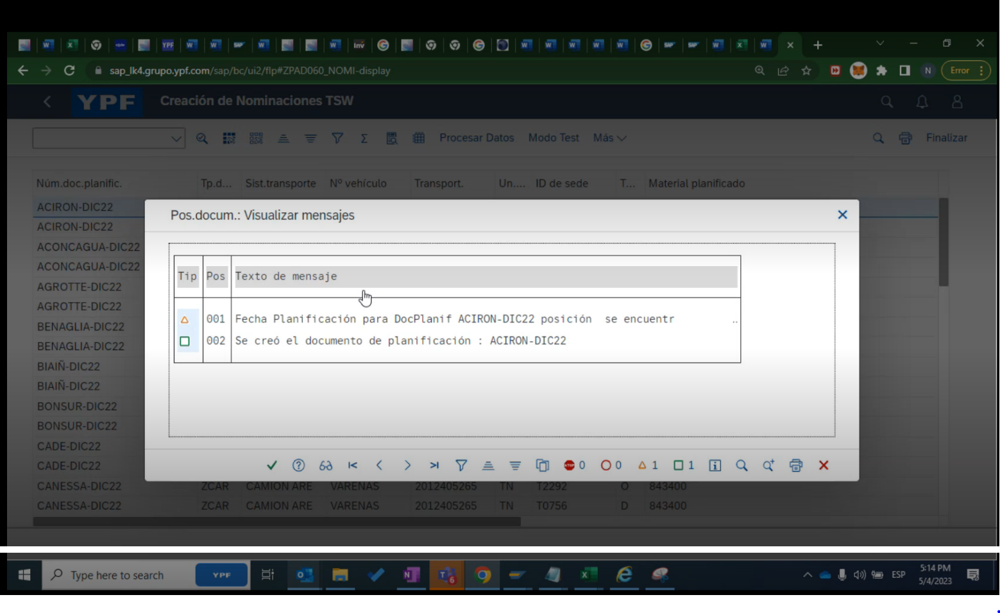 sap_lk4.grupo.ypf.com/sap/bc/ui2/flp#ZPAD060_NOMI-display
N
Error
YPF
Creación de Nominaciones TSW
Procesar Datos
Modo Test
Más
Finalizar
Núm.doc.planific. Tp.d... Sist.transporte Nº vehículo Transport. Un.... ID de sede T... Material planificado
ACIRON-DIC22
ACIRON-DIC22
ACONCAGUA-DIC22
ACONCAGUA-DIC22
AGROTTE-DIC22
AGROTTE-DIC22
BENAGLIA-DIC22
BENAGLIA-DIC22
BIAIÑ-DIC22
BIAIÑ-DIC22
BONSUR-DIC22
BONSUR-DIC22
CADE-DIC22
CADE-DIC22
CANESSA-DIC22 ZCAR CAMION ARE VARENAS 2012405265 TN T2292 O 843400
CANESSA-DIC22 ZCAR CAMION ARE VARENAS 2012405265 TN T0756 D 843400
Pos.docum.: Visualizar mensajes
Tip Pos Texto de mensaje
001 Fecha Planificación para DocPlanif ACIRON-DIC22 posición se encuentr ..
002 Se creó el documento de planificación : ACIRON-DIC22
STOP 0 0 1 1
Type here to search
YPF
6
ESP
5:14 PM
5/4/2023